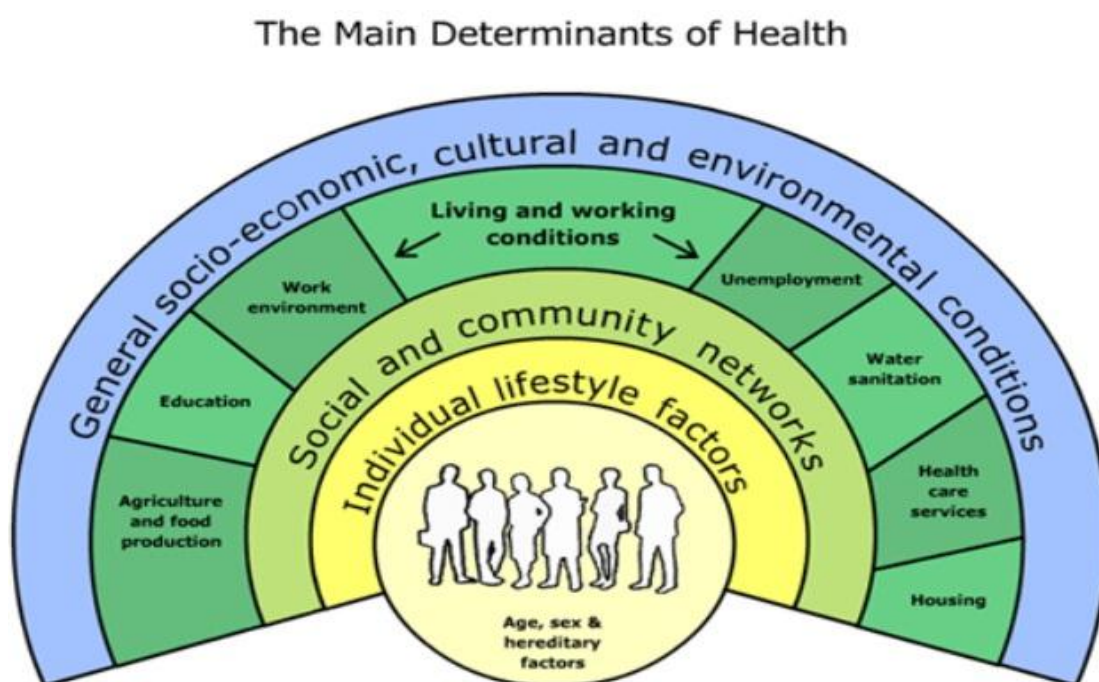 The Main Determinants of Health
General socio-economic, cultural and environmental conditions
Living and working
conditions
Work
environment
Unemployment
Education
Water
sanitation
Agriculture
and food
production
Health
care
services
Housing
Social and community networks
Individual lifestyle factors
Age, sex &
hereditary
factors